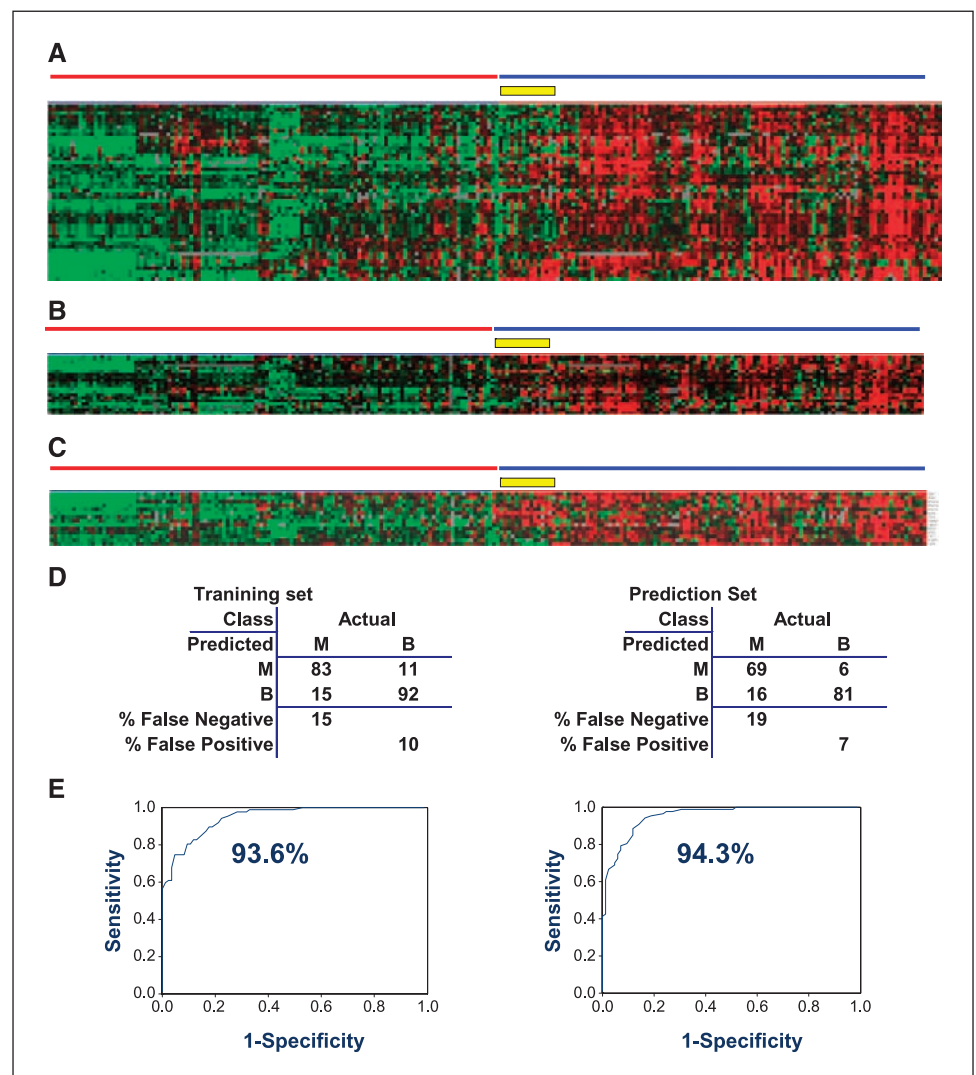 A
B
C
D
Tranining set
Class Actual
Predicted M B
M 83 11
B 15 92
% False Negative 15
% False Positive 10
Prediction Set
Class Actual
Predicted M B
M 69 6
B 16 81
% False Negative 19
% False Positive 7
E
1.0
0.8
0.6
0.4
0.2
0.0
Sensitivity
93.6%
0.0 0.2 0.4 0.6 0.8 1.0
1-Specificity
1.0
0.8
0.6
0.4
0.2
0.0
Sensitivity
94.3%
0.0 0.2 0.4 0.6 0.8 1.0
1-Specificity